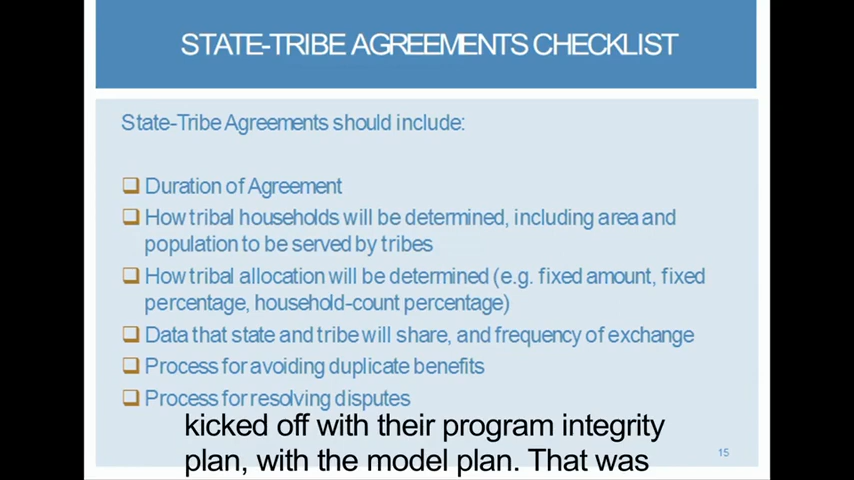 STATE-TRIBE AGREEMENTS CHECKLIST
State-Tribe Agreements should include:
Duration of Agreement
How tribal households will be determined, including area and
population to be served by tribes
How tribal allocation will be determined (e.g. fixed amount, fixed
percentage, household-count percentage)
Data that state and tribe will share, and frequency of exchange
Process for avoiding duplicate benefits
Process for resolving disputes
kicked off with their program integrity
plan, with the model plan. That was
15